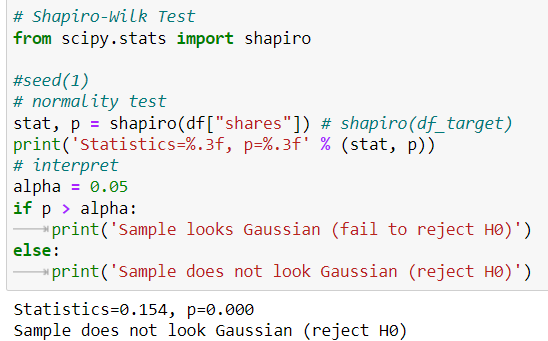 # Shapiro-Wilk Test
from scipy.stats import shapiro
#seed(1)
# normality test
stat, p = shapiro(df["shares"]) # shapiro(df_target)
print('Statistics=%.3f, p=%.3f' % (stat, p))
# interpret
alpha = 0.05
if p > alpha:
print('Sample looks Gaussian (fail to reject H0)')
else:
print('Sample does not look Gaussian (reject H0)')
Statistics=0.154, p=0.000
Sample does not look Gaussian (reject H0)